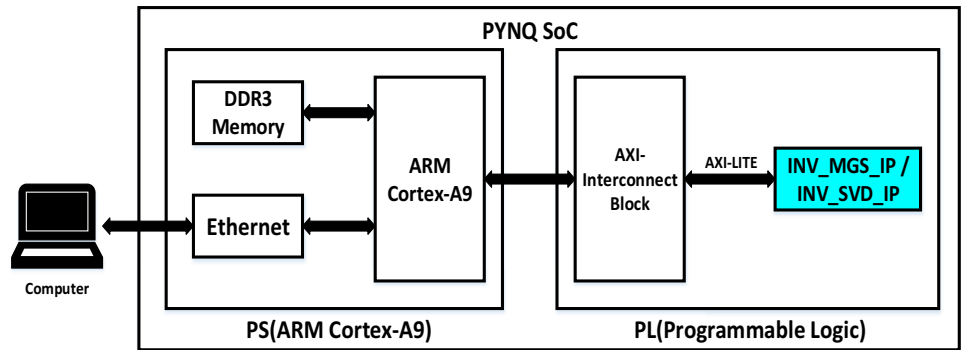 PYNQ SoC
DDR3
Memory
Ethernet
ARM
Cortex-A9
AXI-
Interconnect
Block
AXI-LITE
INV_MGS_IP /
INV_SVD_IP
Computer
PS(ARM Cortex-A9)
PL(Programmable Logic)